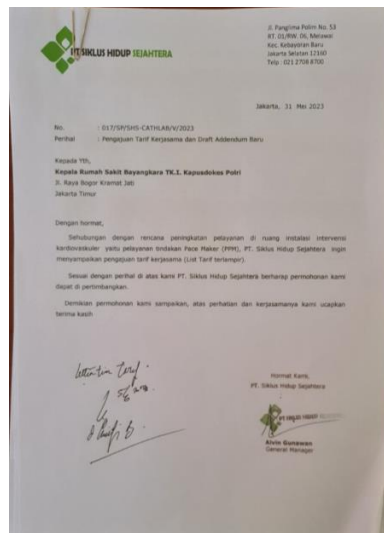 PT SIKLUS HIDUP SEJAHTERA
Jl. Panglima Polim No. 53
RT. 01/RW. 06, Melawai
Kec. Kebayoran Baru
Jakarta Selatan 12160
Telp : 021 2708 8700
Jakarta, 31 Mei 2023
No. : 017/SP/SHS-CATHLAB/V/2023
Perihal : Pengajuan Tarif Kerjasama dan Draft Addendum Baru
Kepada Yth,
Kepala Rumah Sakit Bayangkara TK.I. Kapusdokes Polri
Jl. Raya Bogor Kramat Jati
Jakarta Timur
Dengan hormat,
Sehubungan dengan rencana peningkatan pelayanan di ruang instalasi intervensi
kardiovaskuler yaitu pelayanan tindakan Pace Maker (PPM), PT. Siklus Hidup Sejahtera ingin
menyampaikan pengajuan tarif kerjasama (List Tarif terlampir).
Sesuai dengan perihal di atas kami PT. Siklus Hidup Sejahtera berharap permohonan kami
dapat di pertimbangkan.
Demikian permohonan kami sampaikan, atas perhatian dan kerjasamanya kami ucapkan
terima kasih
Hormat Kami,
PT. Siklus Hidup Sejahtera
PT SIKLUS HIDUP SEJAHTERA
Alvin Gunawan
General Manager